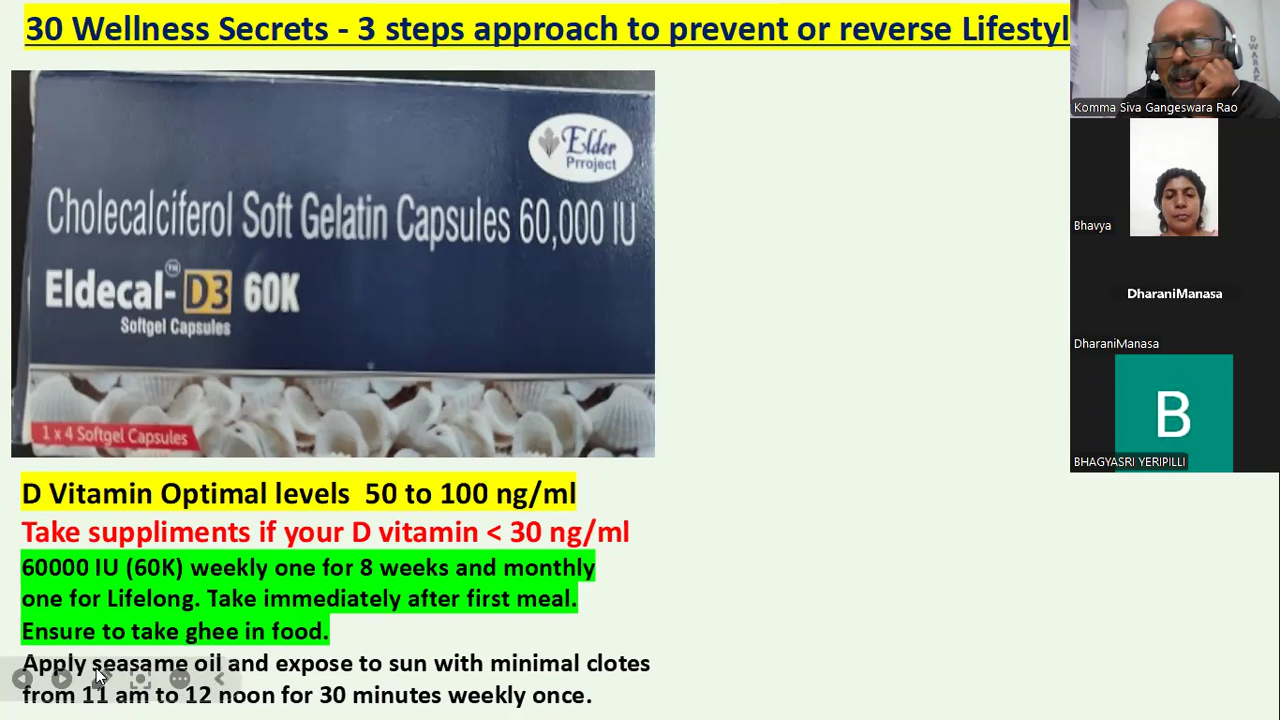 30 Wellness Secrets - 3 steps approach to prevent or reverse Lifestyl
Elder
Prroject
Cholecalciferol Soft Gelatin Capsules 60,000 IU
Eldecal-™ D3 60K
Softgel Capsules
1 x 4 Softgel Capsules
D Vitamin Optimal levels 50 to 100 ng/ml
Take suppliments if your D vitamin < 30 ng/ml
60000 IU (60K) weekly one for 8 weeks and monthly
one for Lifelong. Take immediately after first meal.
Ensure to take ghee in food.
Apply seasame oil and expose to sun with minimal clotes
from 11 am to 12 noon for 30 minutes weekly once.
DWARAK
Komma Siva Gangeswara Rao
Bhavya
DharaniManasa
DharaniManasa
B
BHAGYASRI YERIPILLI